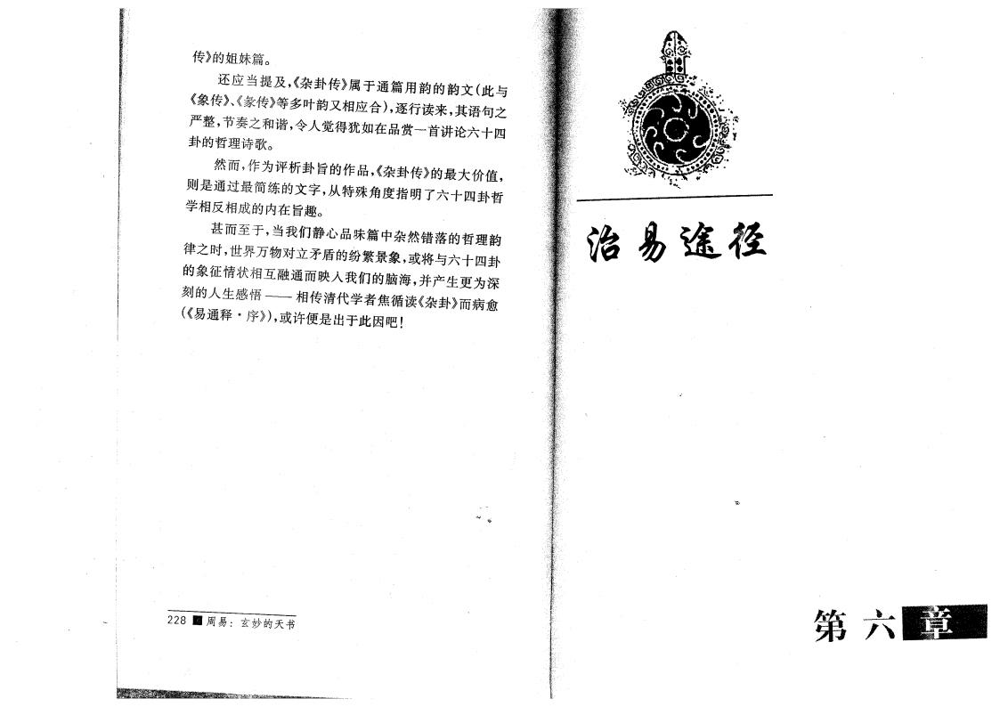 传》的姐妹篇。
还应当提及,《杂卦传》属于通篇用韵的韵文(此与
《象传》、《彖传》等多叶韵又相应合),逐行读来,其语句之
严整,节奏之和谐,令人觉得犹如在品赏一首讲论六十四
卦的哲理诗歌。
然而,作为评析卦旨的作品,《杂卦传》的最大价值,
则是通过最简练的文字,从特殊角度指明了六十四卦哲
学相反相成的内在旨趣。
甚而至于,当我们静心品味篇中杂然错落的哲理韵
律之时,世界万物对立矛盾的纷繁景象,或将与六十四卦
的象征情状相互融通而映入我们的脑海,并产生更为深
刻的人生感悟——相传清代学者焦循读《杂卦》而病愈
(《易通释·序》),或许便是出于此因吧!
228 ■ 周易:玄妙的天书
治易途径
第六章